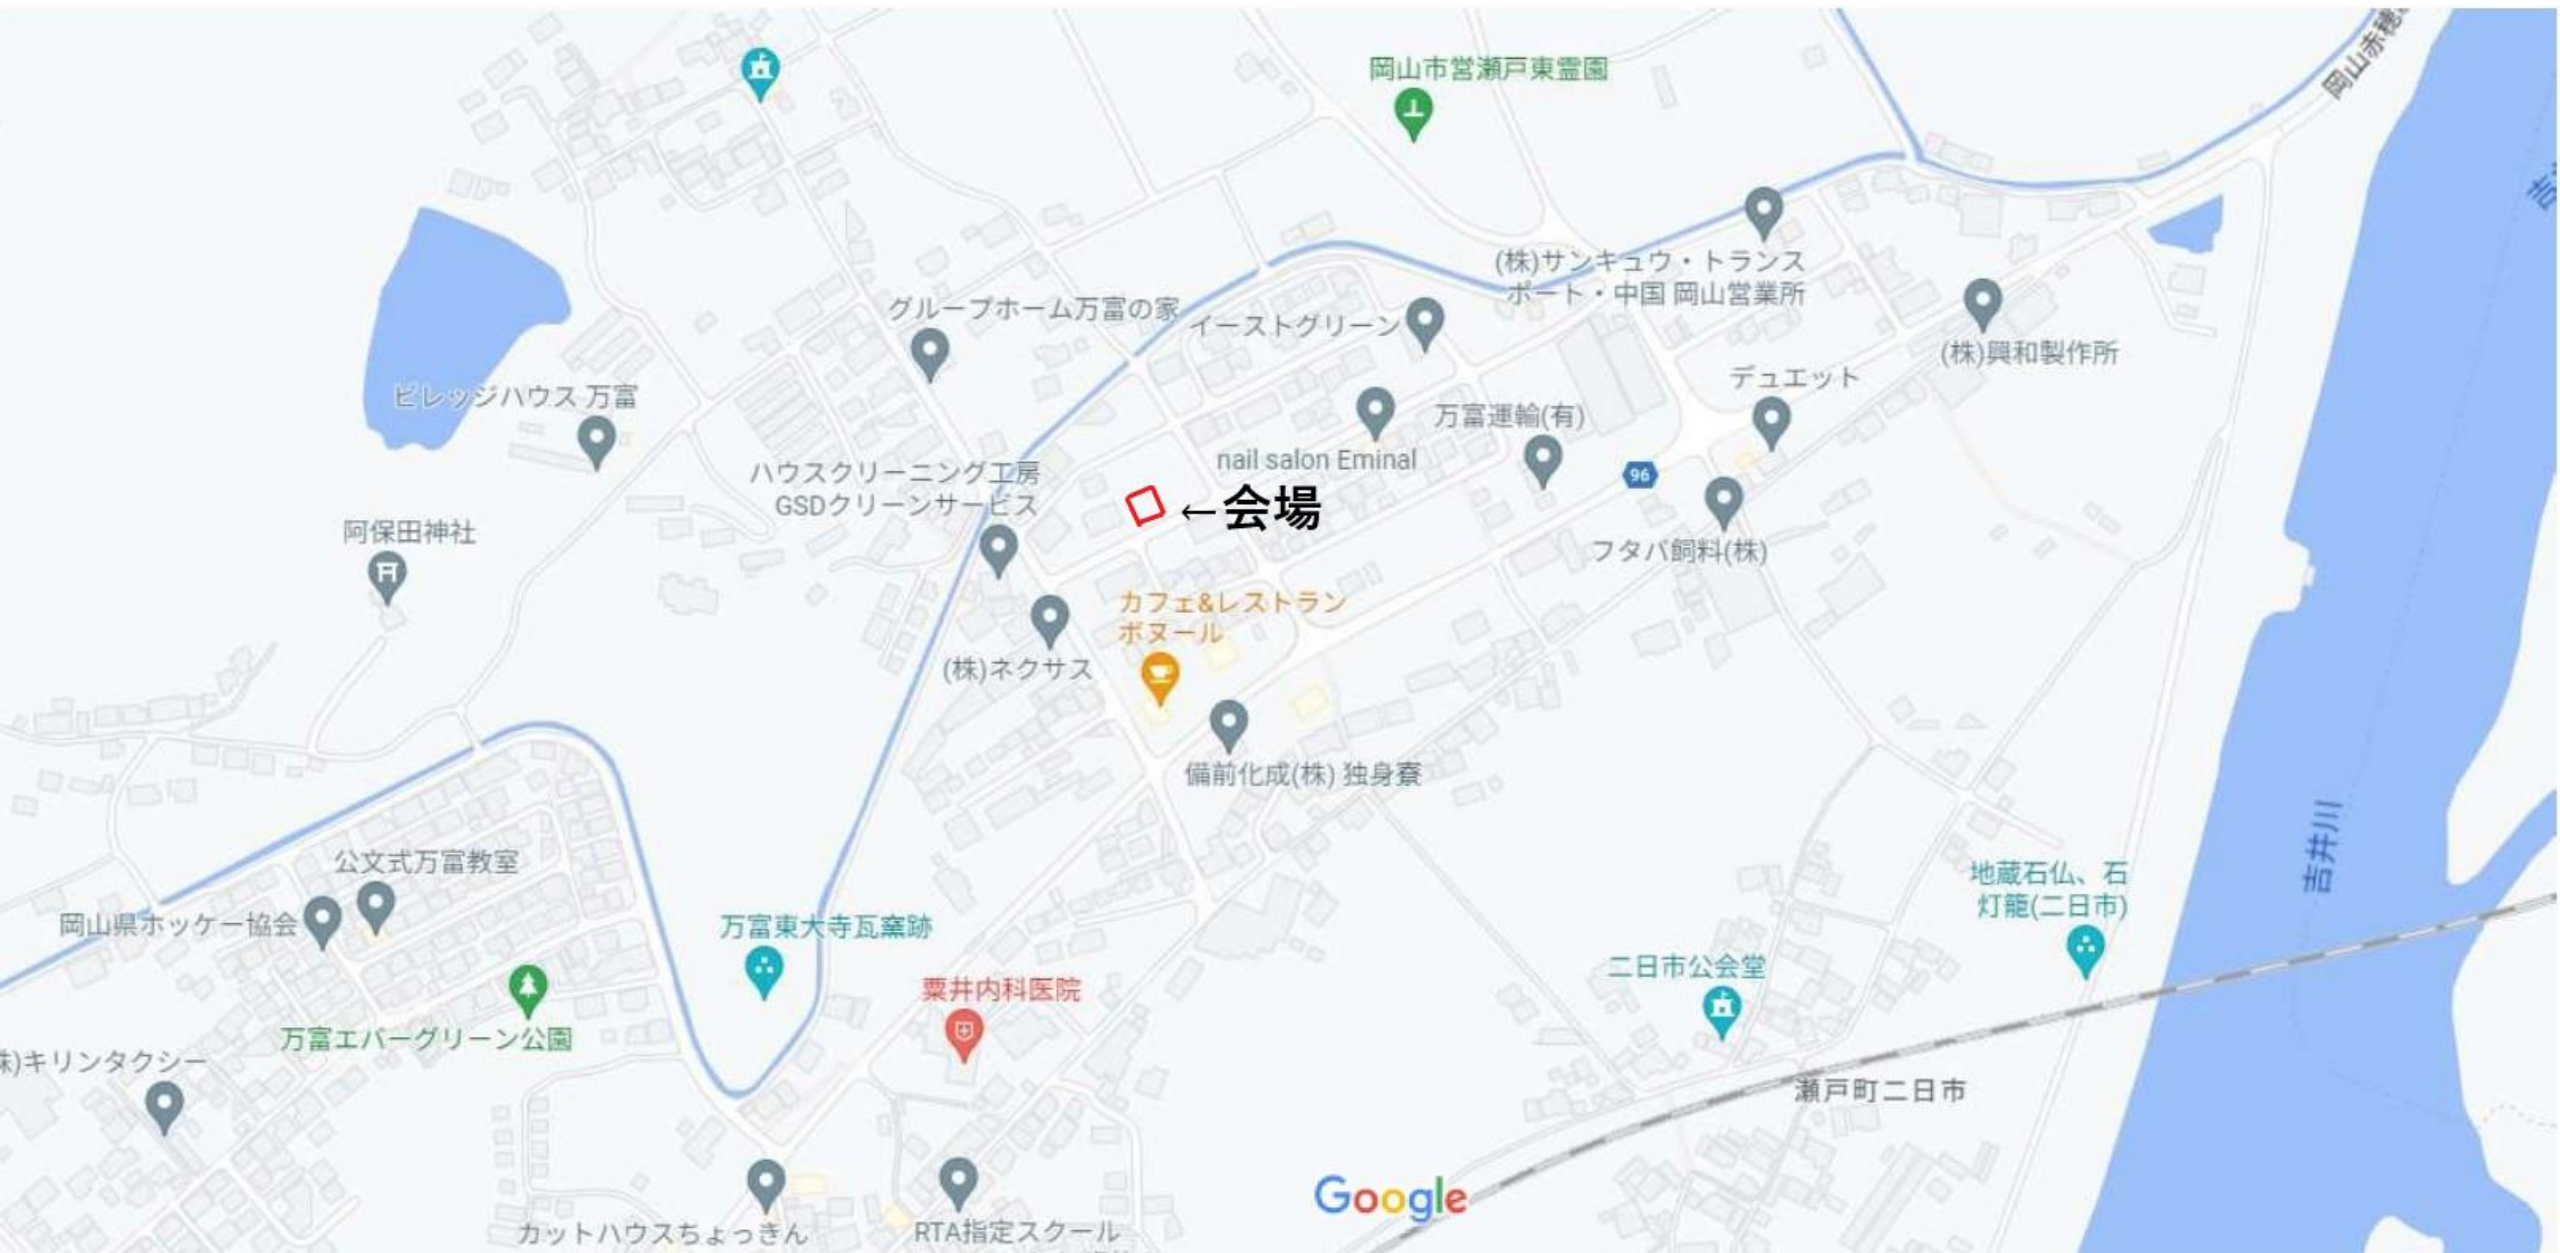 岡山赤穂
岡山市営瀬戸東霊園
(株)サンキュウ・トランス
ポート・中国 岡山営業所
グループホーム万富の家
イーストグリーン
(株)興和製作所
デュエット
ビレッジハウス 万富
万富運輸(有)
nail salon Eminal
ハウスクリーニング工房
GSDクリーンサービス
96
←会場
阿保田神社
フタバ飼料(株)
カフェ&レストラン
ボヌール
(株)ネクサス
備前化成(株) 独身寮
吉井川
公文式万富教室
岡山県ホッケー協会
万富東大寺瓦窯跡
地蔵石仏、石
灯籠(二日市)
二日市公会堂
粟井内科医院
万富エバーグリーン公園
株)キリンタクシー
瀬戸町二日市
Google
カットハウスちょっきん
RTA指定スクール